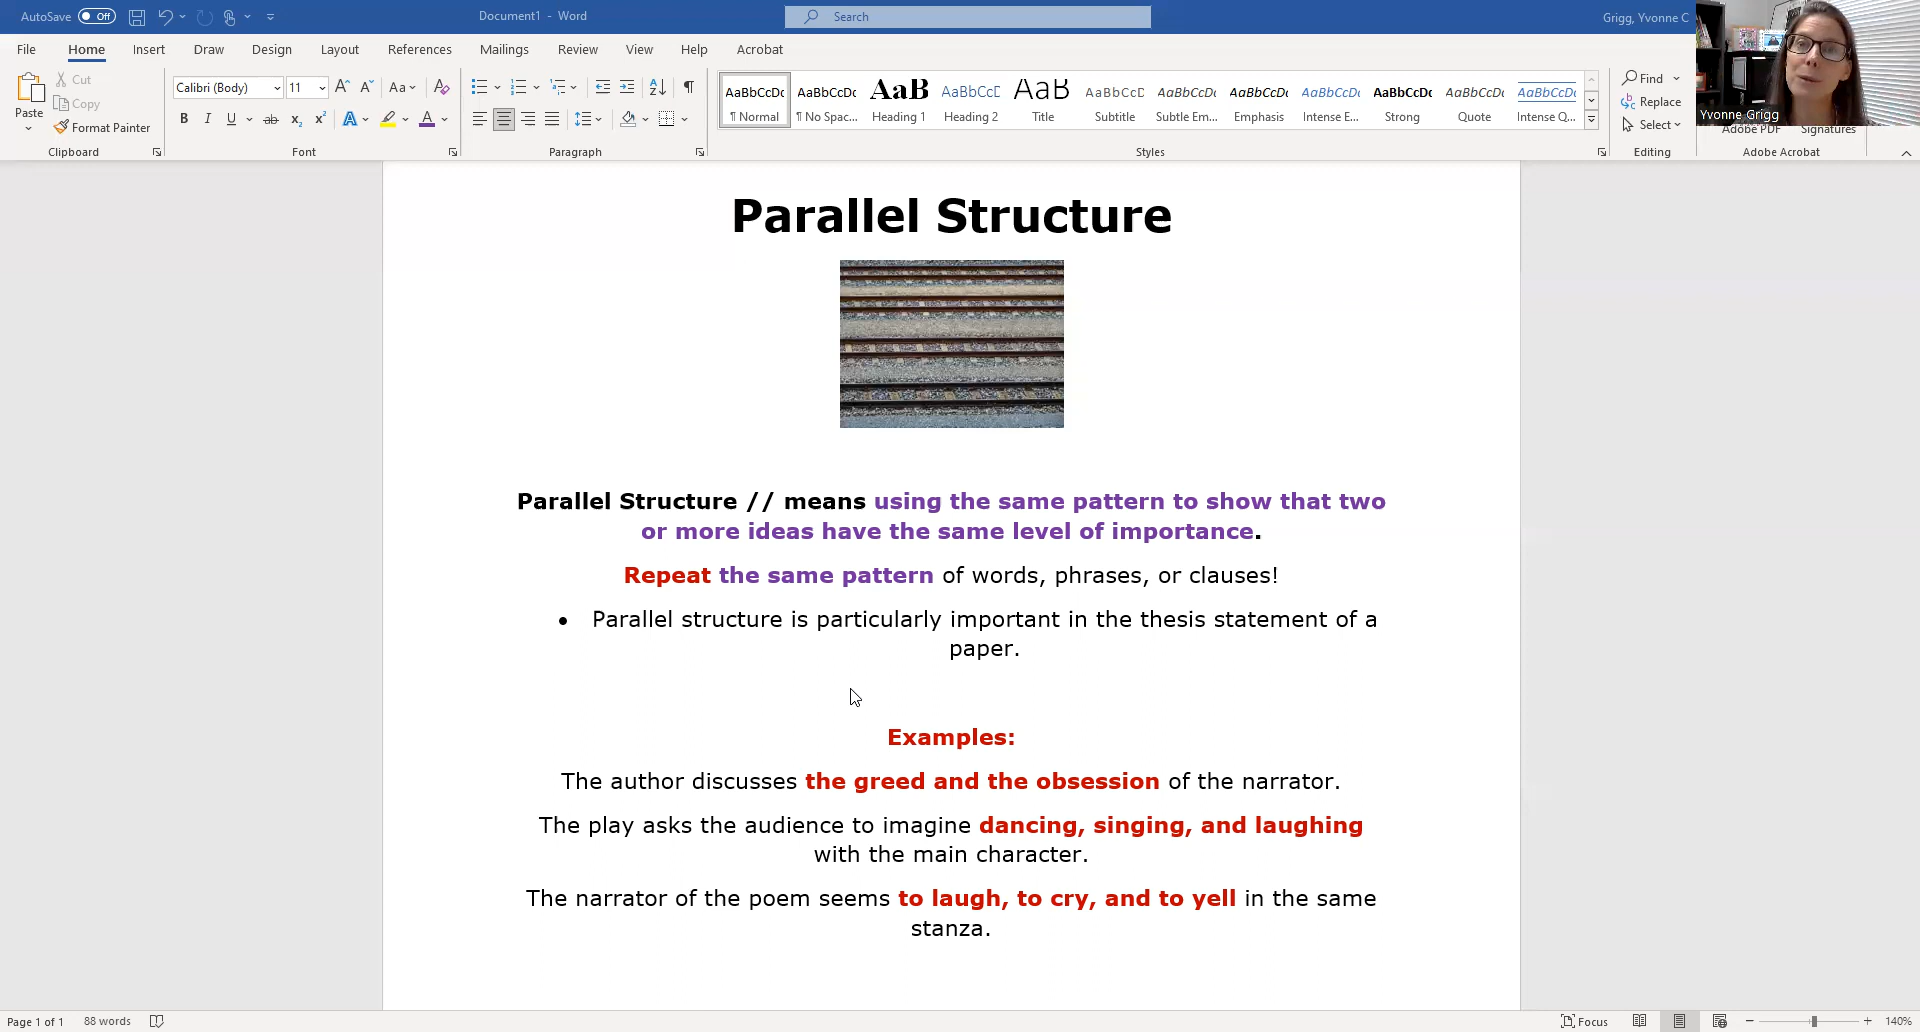 AutoSave Off Document1 - Word Search Grigg, Yvonne C
File Home Insert Draw Design Layout References Mailings Review View Help Acrobat
Paste Cut Copy Format Painter
Calibri (Body) 11
AaBbCcDc AaBbCcDc AaB AaBbCcD AaB AaBbCcD AaBbCcDc AaBbCcDc AaBbCcDc AaBbCcDc AaBbCcDc AaBbCcDc
¶ Normal ¶ No Spac... Heading 1 Heading 2 Title Subtitle Subtle Em... Emphasis Intense E... Strong Quote Intense Q...
Find
Replace
Select
Yvonne Grigg
Adobe PDF Signatures
Clipboard Font Paragraph Styles Editing Adobe Acrobat
Parallel Structure
Parallel Structure // means using the same pattern to show that two
or more ideas have the same level of importance.
Repeat the same pattern of words, phrases, or clauses!
• Parallel structure is particularly important in the thesis statement of a
paper.
Examples:
The author discusses the greed and the obsession of the narrator.
The play asks the audience to imagine dancing, singing, and laughing
with the main character.
The narrator of the poem seems to laugh, to cry, and to yell in the same
stanza.
Page 1 of 1 88 words Focus 140%